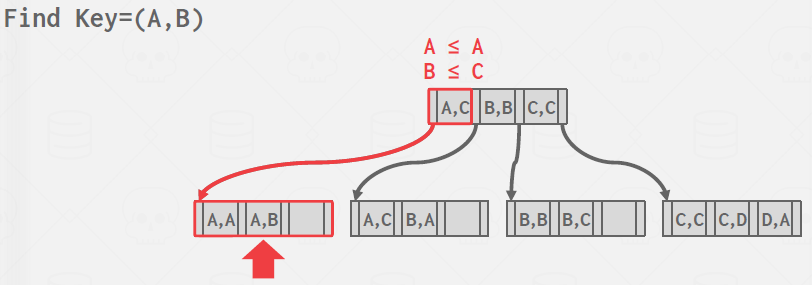 Find Key=(A,B)
A ≤ A
B ≤ C
A,C B,B C,C
A,A A,B A,C B,A B,B B,C C,C C,D D,A